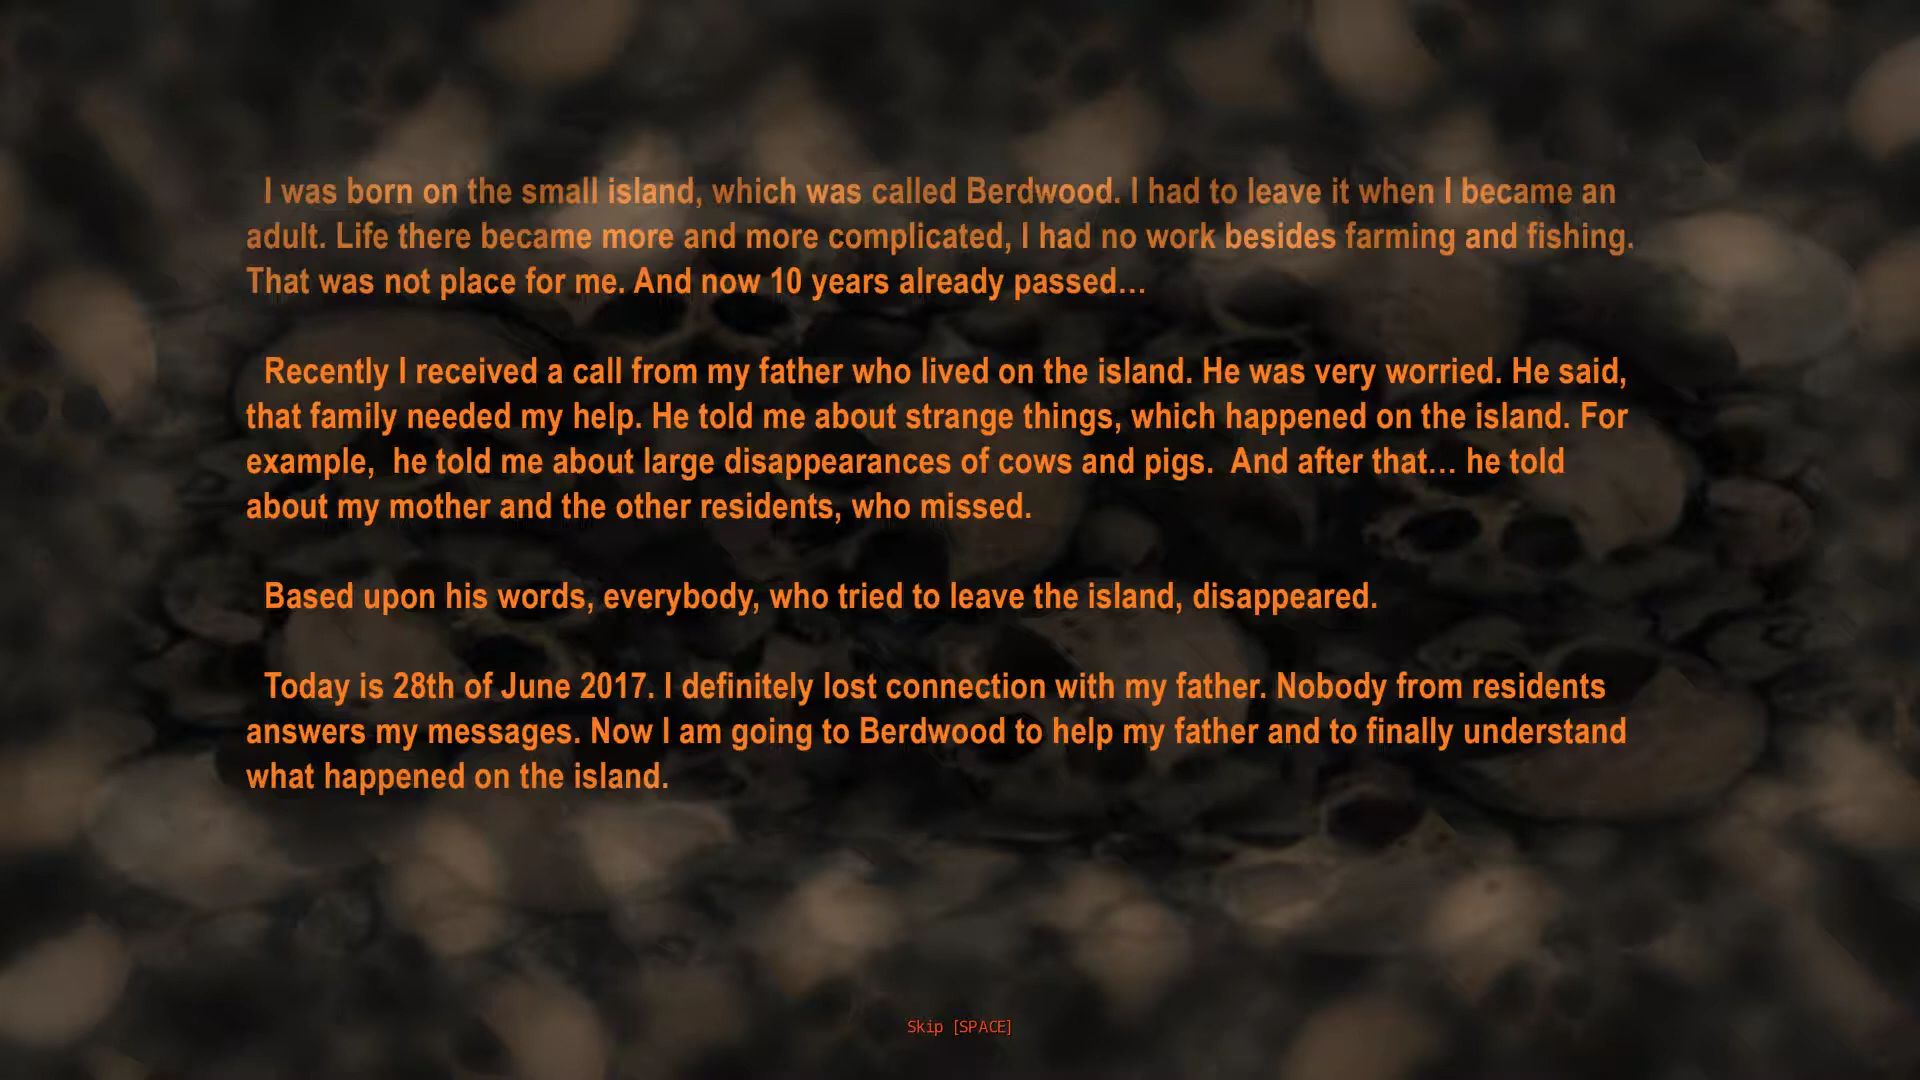 I was born on the small island, which was called Berdwood. I had to leave it when I became an
adult. Life there became more and more complicated, I had no work besides farming and fishing.
That was not place for me. And now 10 years already passed…
Recently I received a call from my father who lived on the island. He was very worried. He said,
that family needed my help. He told me about strange things, which happened on the island. For
example,  he told me about large disappearances of cows and pigs.  And after that… he told
about my mother and the other residents, who missed.
Based upon his words, everybody, who tried to leave the island, disappeared.
Today is 28th of June 2017. I definitely lost connection with my father. Nobody from residents
answers my messages. Now I am going to Berdwood to help my father and to finally understand
what happened on the island.
Skip [SPACE]